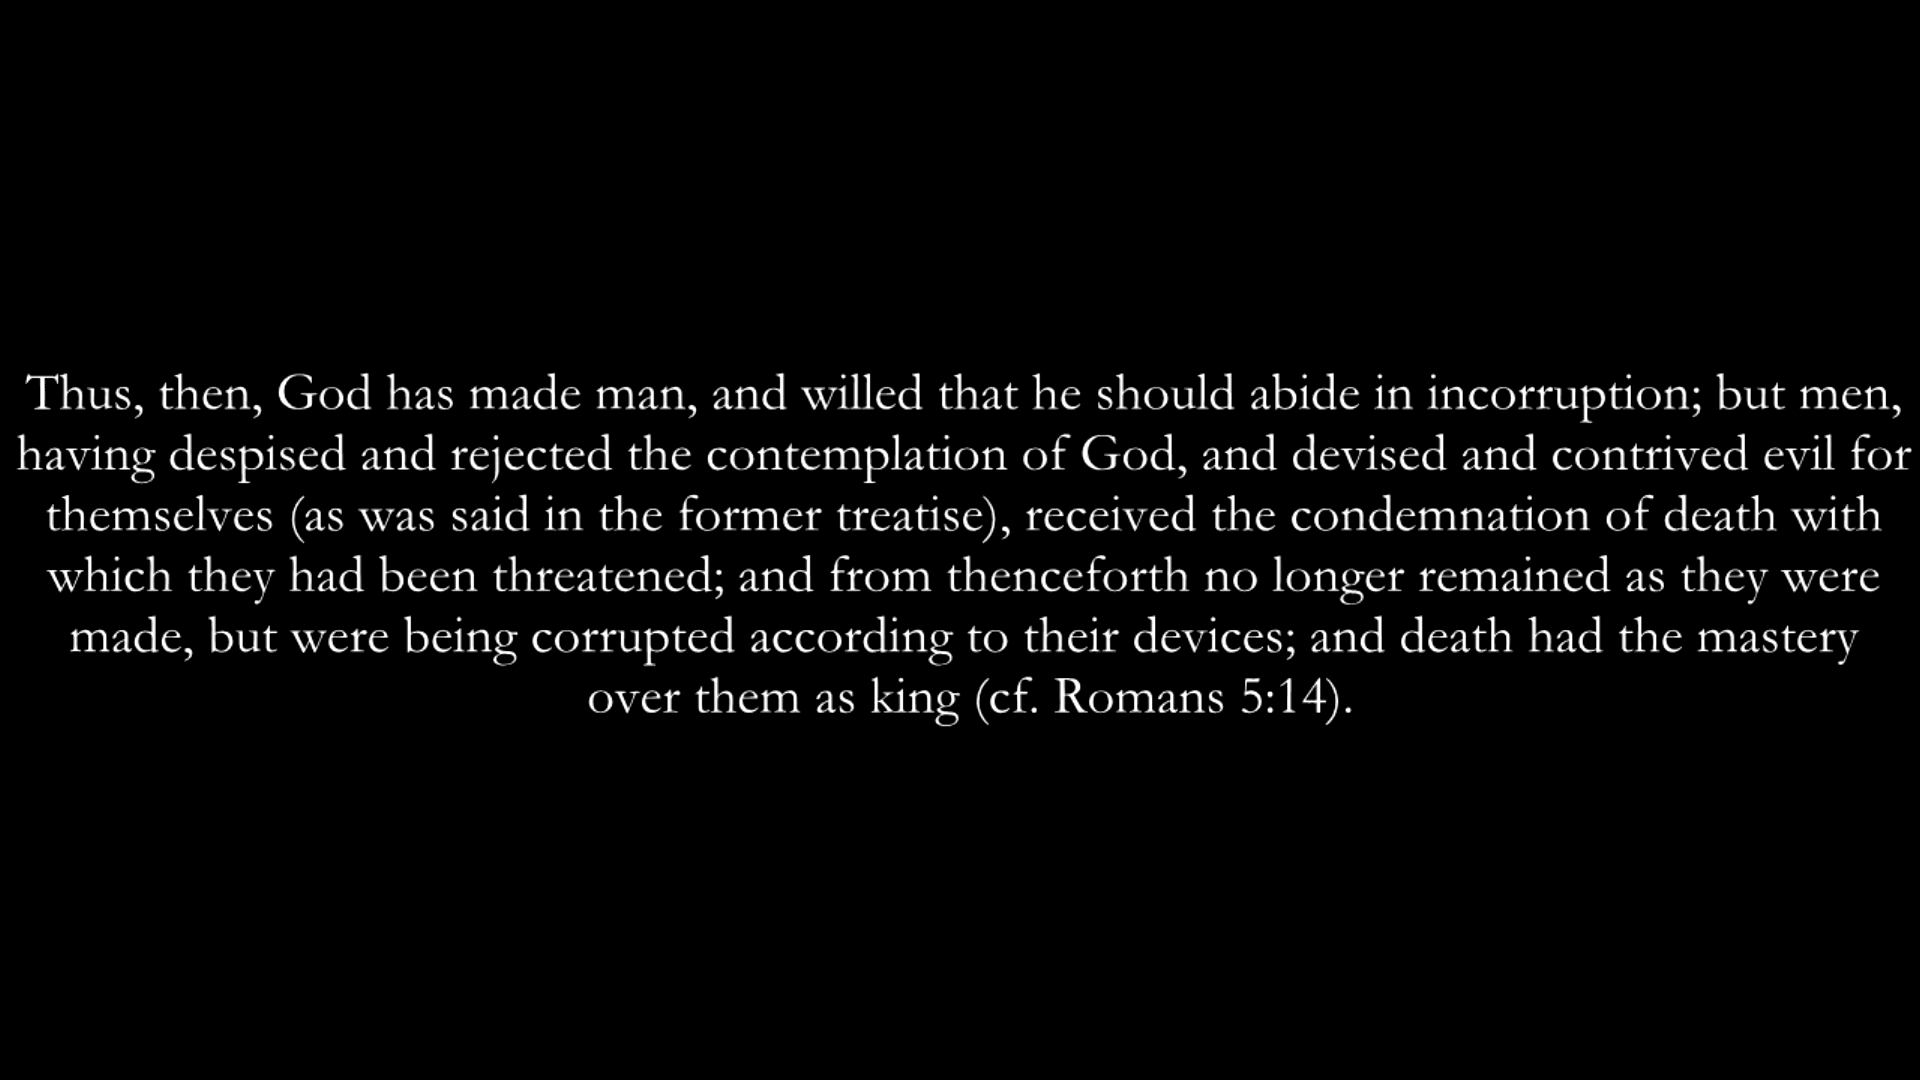 Thus, then, God has made man, and willed that he should abide in incorruption; but men,
having despised and rejected the contemplation of God, and devised and contrived evil for
themselves (as was said in the former treatise), received the condemnation of death with
which they had been threatened; and from thenceforth no longer remained as they were
made, but were being corrupted according to their devices; and death had the mastery
over them as king (cf. Romans 5:14).